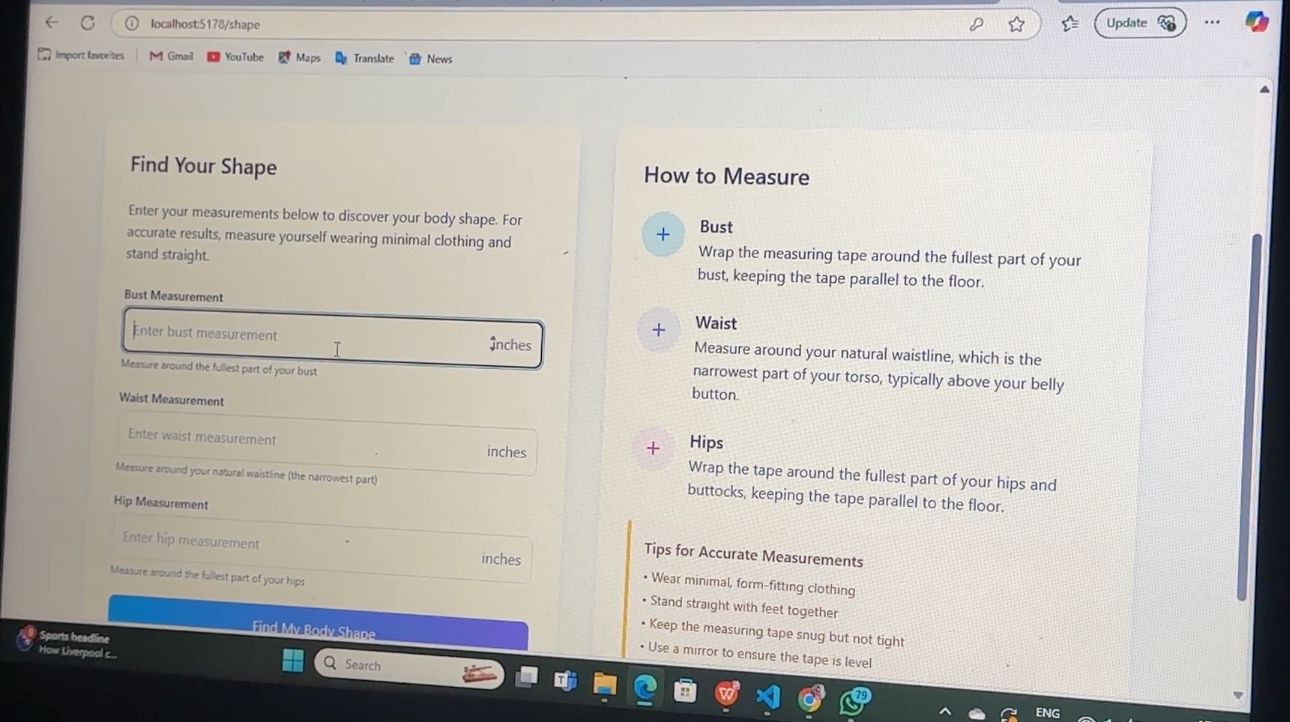 localhost:5178/shape
Update
Import favorites
Gmail
YouTube
Maps
Translate
News
Find Your Shape
Enter your measurements below to discover your body shape. For
accurate results, measure yourself wearing minimal clothing and
stand straight.
Bust Measurement
Enter bust measurement
inches
Measure around the fullest part of your bust
Waist Measurement
Enter waist measurement
inches
Measure around your natural waistline (the narrowest part)
Hip Measurement
Enter hip measurement
inches
Measure around the fullest part of your hips
Find My Body Shape
How to Measure
+ Bust
Wrap the measuring tape around the fullest part of your
bust, keeping the tape parallel to the floor.
+ Waist
Measure around your natural waistline, which is the
narrowest part of your torso, typically above your belly
button.
+ Hips
Wrap the tape around the fullest part of your hips and
buttocks, keeping the tape parallel to the floor.
Tips for Accurate Measurements
• Wear minimal, form-fitting clothing
• Stand straight with feet together
• Keep the measuring tape snug but not tight
• Use a mirror to ensure the tape is level
Sports headline
How Liverpool c...
Search
79
ENG